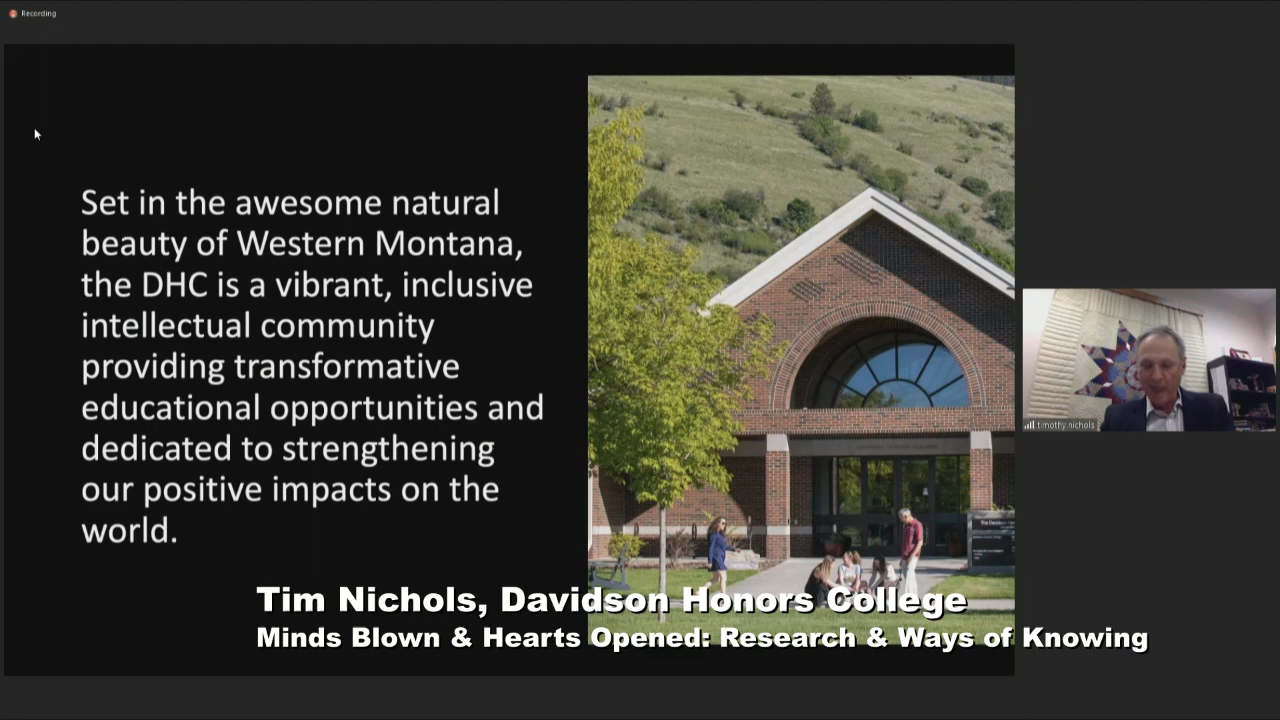 Recording
Set in the awesome natural
beauty of Western Montana,
the DHC is a vibrant, inclusive
intellectual community
providing transformative
educational opportunities and
dedicated to strengthening
our positive impacts on the
world.
timothy nichols
Tim Nichols, Davidson Honors College
Minds Blown & Hearts Opened: Research & Ways of Knowing